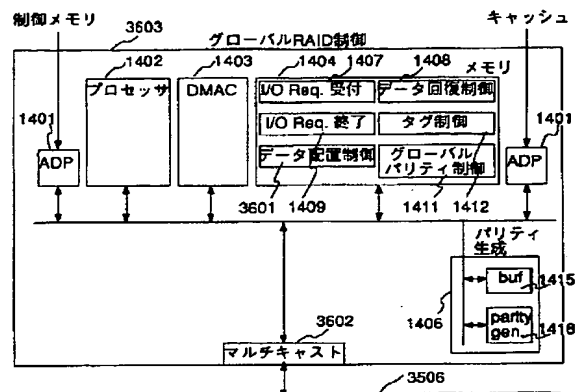 制御メモリ
キャッシュ
3603
グローバルRAID制御
1402
1403
1404
1407
1408
メモリ
プロセッサ
DMAC
I/O Req. 受付
データ回復制御
1401
ADP
I/O Req. 終了
タグ制御
1401
ADP
データ配置制御
グローバル
パリティ制御
3601
1409
1411
1412
パリティ
生成
buf
1415
1406
parity
gen.
1416
3602
マルチキャスト
3506